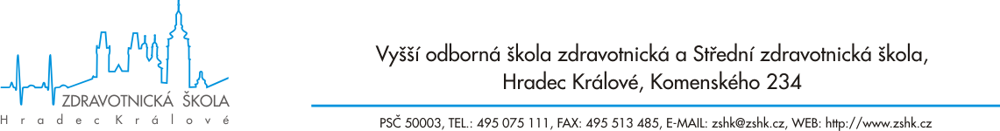 ZDRAVOTNICKÁ ŠKOLA
Hradec Králové
Vyšší odborná škola zdravotnická a Střední zdravotnická škola,
Hradec Králové, Komenského 234
PSČ 50003, TEL.: 495 075 111, FAX: 495 513 485, E-MAIL: zshk@zshk.cz, WEB: http://www.zshk.cz